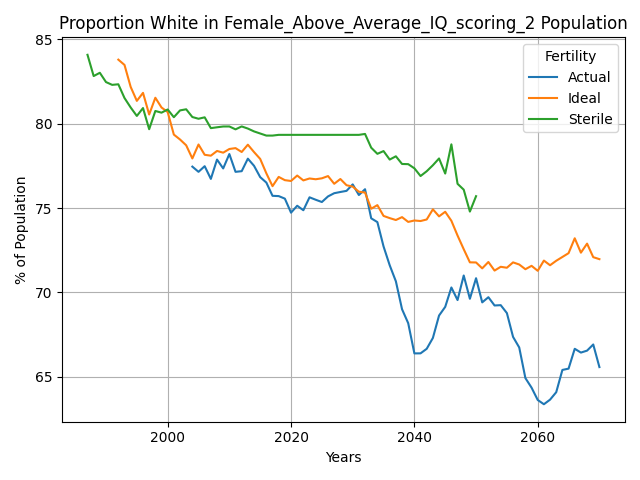 Proportion White in Female_Above_Average_IQ_scoring_2 Population
85
80
75
70
65
% of Population
Fertility
Actual
Ideal
Sterile
2000
2020
2040
2060
Years